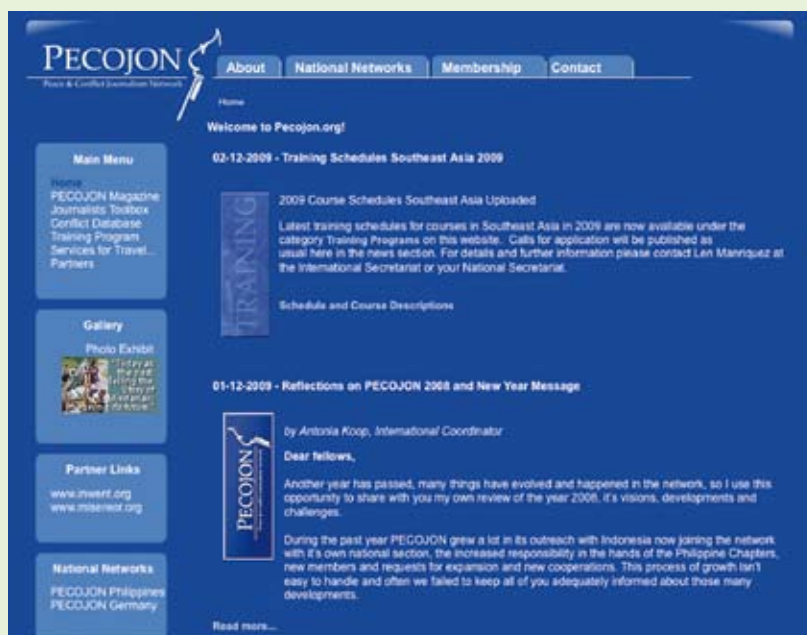 PECOJON
Peace & Conflict Journalism Network
About
National Networks
Membership
Contact
Home
Welcome to Pecojon.org!
Main Menu
Home
PECOJON Magazine
Journalists Toolbox
Conflict Database
Training Program
Services for Travel...
Partners
Gallery
Photo Exhibit
Partner Links
www.inwent.org
www.misereor.org
National Networks
PECOJON Philippines
PECOJON Germany
02-12-2009 - Training Schedules Southeast Asia 2009
TRAINING
2009 Course Schedules Southeast Asia Uploaded
Latest training schedules for courses in Southeast Asia in 2009 are now available under the
category Training Programs on this website. Calls for application will be published as
usual here in the news section. For details and further information please contact Len Manriquez at
the International Secretariat or your National Secretariat.
Schedule and Course Descriptions
01-12-2009 - Reflections on PECOJON 2008 and New Year Message
PECOJON
by Antonia Koop, International Coordinator
Dear fellows,
Another year has passed, many things have evolved and happened in the network, so I use this
opportunity to share with you my own review of the year 2008, it's visions, developments and
challenges.
During the past year PECOJON grew a lot in its outreach with Indonesia now joining the network
with it's own national section, the increased responsibility in the hands of the Philippine Chapters,
new members and requests for expansion and new cooperations. This process of growth isn't
easy to handle and often we failed to keep all of you adequately informed about those many
developments.
Read more...